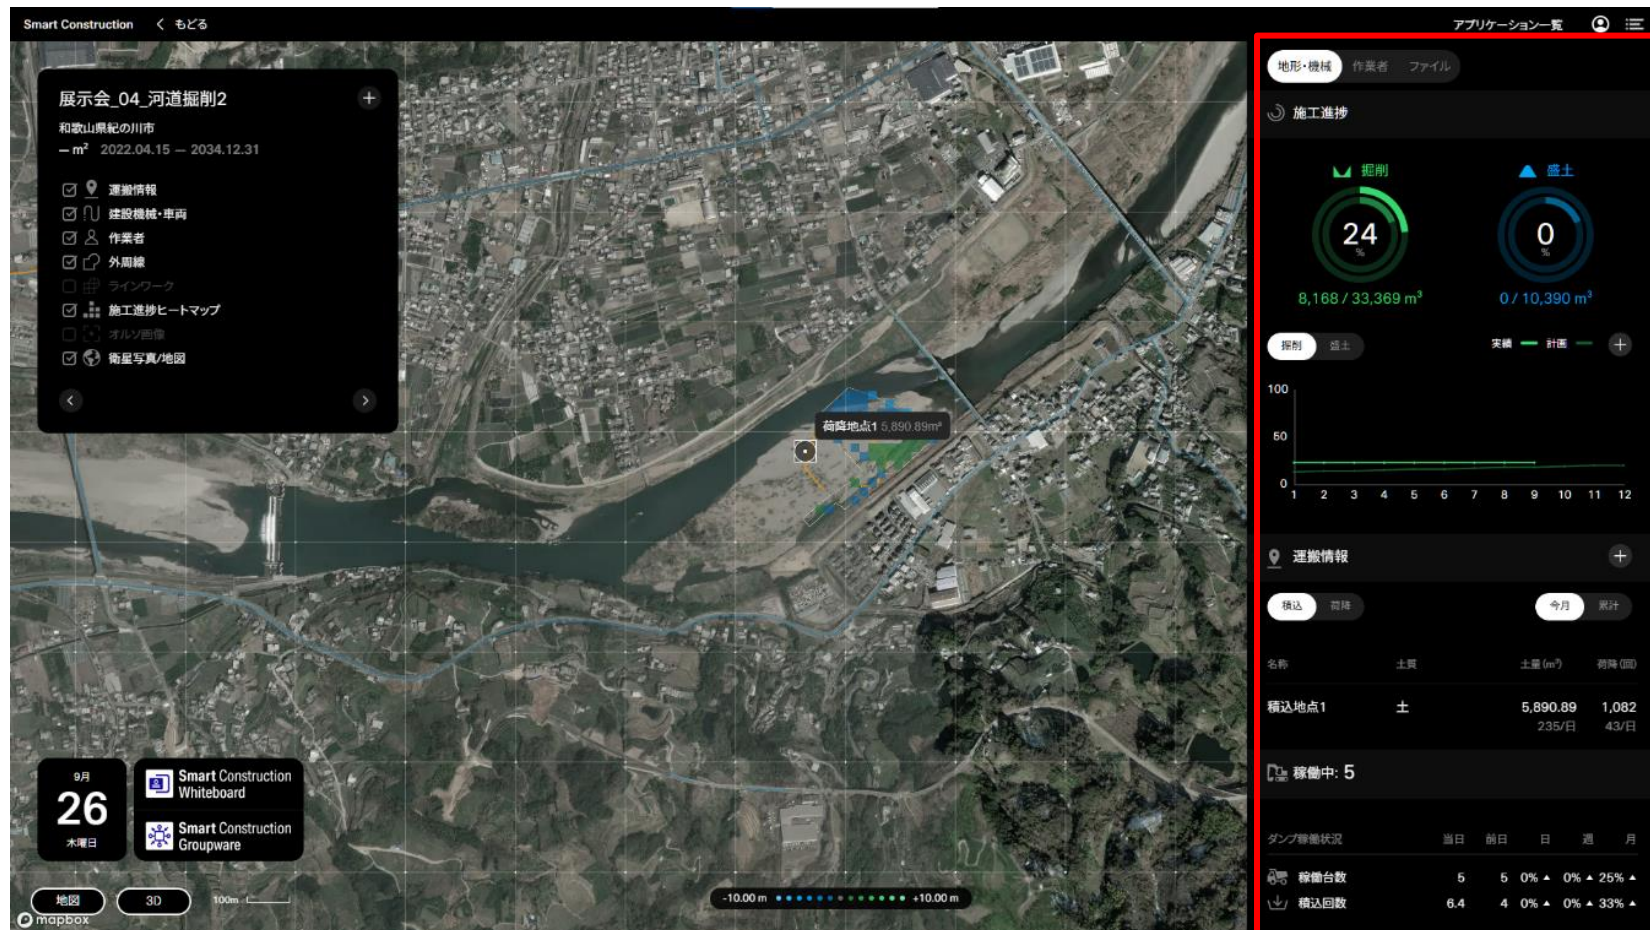 Smart Construction く もどる
アプリケーション一覧
展示会_04_河道掘削2
和歌山県紀の川市
— m² 2022.04.15 — 2034.12.31
運搬情報
建設機械・車両
作業者
外周線
ラインワーク
施工進捗ヒートマップ
オルソ画像
衛星写真/地図
荷降地点1 5,890.89m³
9月
26
木曜日
Smart Construction
Whiteboard
Smart Construction
Groupware
地図 3D 100m
mapbox
-10.00 m +10.00 m
地形・機械 作業者 ファイル
施工進捗
掘削 盛土
24 0
% %
8,168 / 33,369 m³ 0 / 10,390 m³
掘削 盛土 実績 計画
100
50
0
1 2 3 4 5 6 7 8 9 10 11 12
運搬情報
積込 荷降 今月 累計
名称 土質 土量(m³) 荷降(回)
積込地点1 土 5,890.89 1,082
235/日 43/日
稼働中: 5
ダンプ稼働状況 当日 前日 日 週 月
稼働台数 5 5 0% ▲ 0% ▲ 25% ▲
積込回数 6.4 4 0% ▲ 0% ▲ 33% ▲